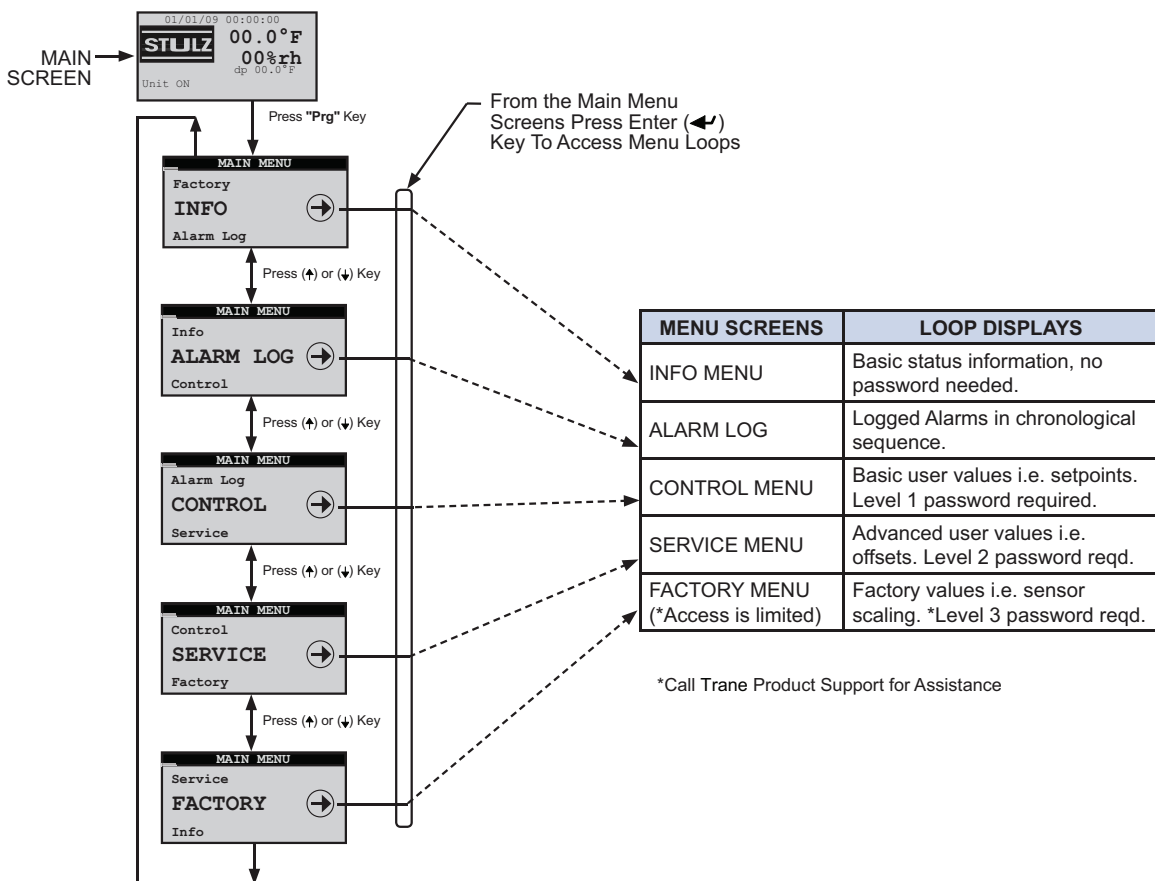 01/01/09 00:00:00
STULZ
00.0°F
00%rh
dp 00.0°F
Unit ON
MAIN
SCREEN
Press "Prg" Key
From the Main Menu
Screens Press Enter (↵)
Key To Access Menu Loops
MAIN MENU
Factory
INFO
Alarm Log
Press (↑) or (↓) Key
MAIN MENU
Info
ALARM LOG
Control
Press (↑) or (↓) Key
MAIN MENU
Alarm Log
CONTROL
Service
Press (↑) or (↓) Key
MAIN MENU
Control
SERVICE
Factory
Press (↑) or (↓) Key
MAIN MENU
Service
FACTORY
Info
MENU SCREENS LOOP DISPLAYS
INFO MENU
Basic status information, no
password needed.
ALARM LOG
Logged Alarms in chronological
sequence.
CONTROL MENU
Basic user values i.e. setpoints.
Level 1 password required.
SERVICE MENU
Advanced user values i.e.
offsets. Level 2 password reqd.
FACTORY MENU
(*Access is limited)
Factory values i.e. sensor
scaling. *Level 3 password reqd.
*Call Trane Product Support for Assistance